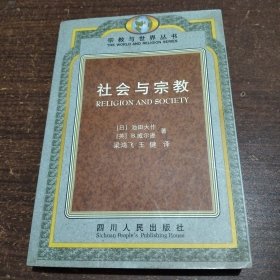 宗教与世界丛书
THE WORLD AND RELIGION SERIES
社会与宗教
RELIGION AND SOCIETY
[日] 池田大作
[英] B.威尔逊 著
梁鸿飞 王健 译
四川人民出版社
Sichuan People's Publishing House